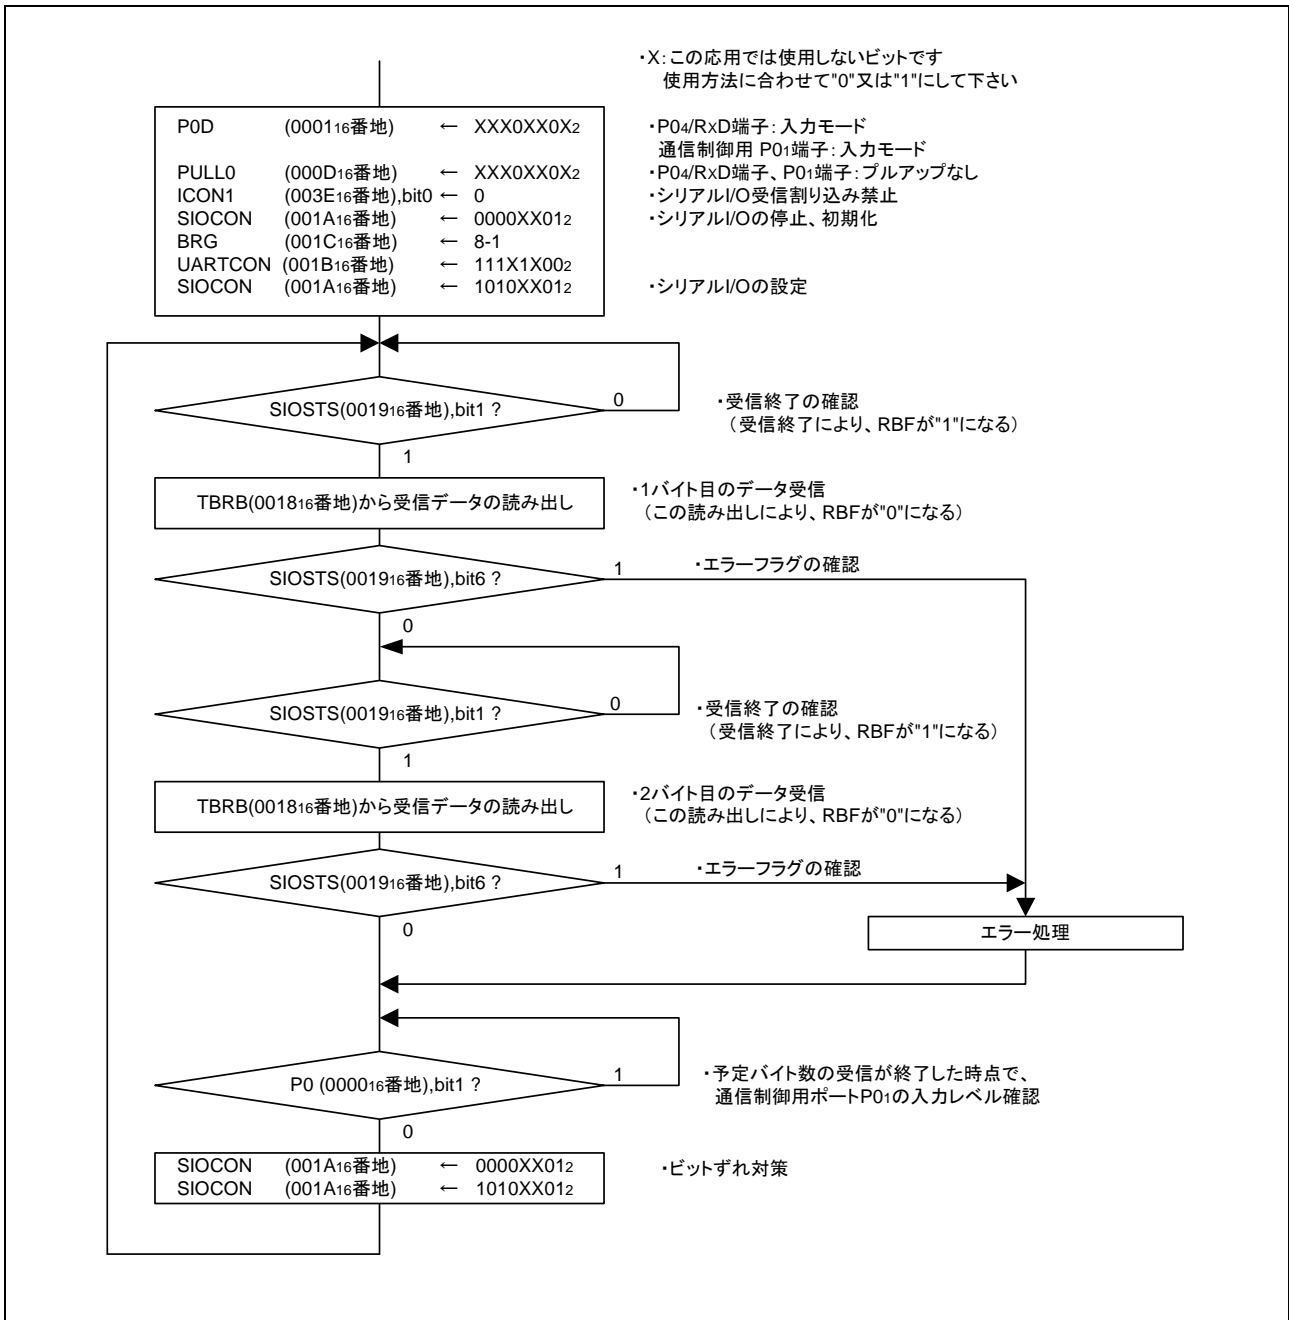 ・X：この応用では使用しないビットです
使用方法に合わせて"0"又は"1"にして下さい
P0D (000116番地) ← XXX0XX0X2 ・P04/RxD端子：入力モード
通信制御用 P01端子：入力モード
PULL0 (000D16番地) ← XXX0XX0X2 ・P04/RxD端子、P01端子：プルアップなし
ICON1 (003E16番地),bit0 ← 0 ・シリアルI/O受信割り込み禁止
SIOCON (001A16番地) ← 0000XX012 ・シリアルI/Oの停止、初期化
BRG (001C16番地) ← 8-1
UARTCON (001B16番地) ← 111X1X002
SIOCON (001A16番地) ← 1010XX012 ・シリアルI/Oの設定
SIOSTS(001916番地),bit1 ? 0 ・受信終了の確認
（受信終了により、RBFが"1"になる）
1
TBRB(001816番地)から受信データの読み出し ・1バイト目のデータ受信
（この読み出しにより、RBFが"0"になる）
SIOSTS(001916番地),bit6 ? 1 ・エラーフラグの確認
0
SIOSTS(001916番地),bit1 ? 0 ・受信終了の確認
（受信終了により、RBFが"1"になる）
1
TBRB(001816番地)から受信データの読み出し ・2バイト目のデータ受信
（この読み出しにより、RBFが"0"になる）
SIOSTS(001916番地),bit6 ? 1 ・エラーフラグの確認
0
エラー処理
P0 (000016番地),bit1 ? 1 ・予定バイト数の受信が終了した時点で、
通信制御用ポートP01の入力レベル確認
0
SIOCON (001A16番地) ← 0000XX012 ・ビットずれ対策
SIOCON (001A16番地) ← 1010XX012